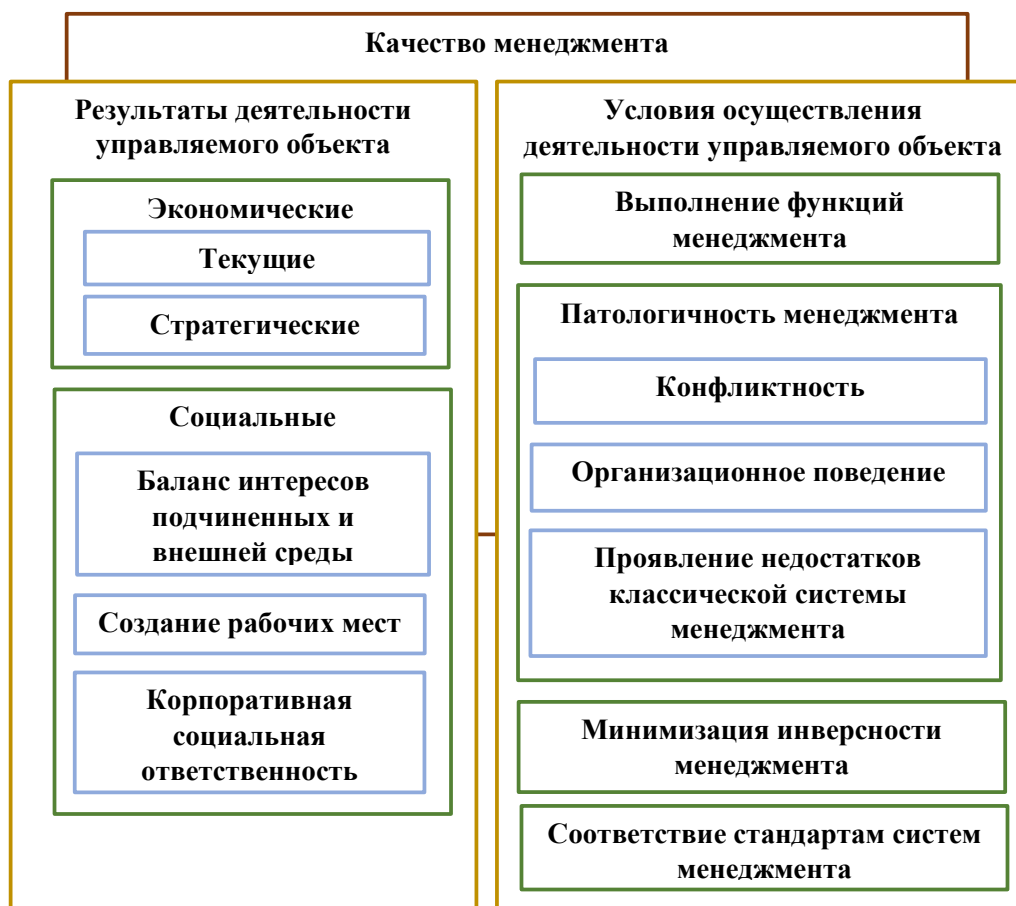 Качество менеджмента
Результаты деятельности
управляемого объекта
Экономические
Текущие
Стратегические
Социальные
Баланс интересов
подчиненных и
внешней среды
Создание рабочих мест
Корпоративная
социальная
ответственность
Условия осуществления
деятельности управляемого объекта
Выполнение функций
менеджмента
Патологичность менеджмента
Конфликтность
Организационное поведение
Проявление недостатков
классической системы
менеджмента
Минимизация инверсности
менеджмента
Соответствие стандартам систем
менеджмента